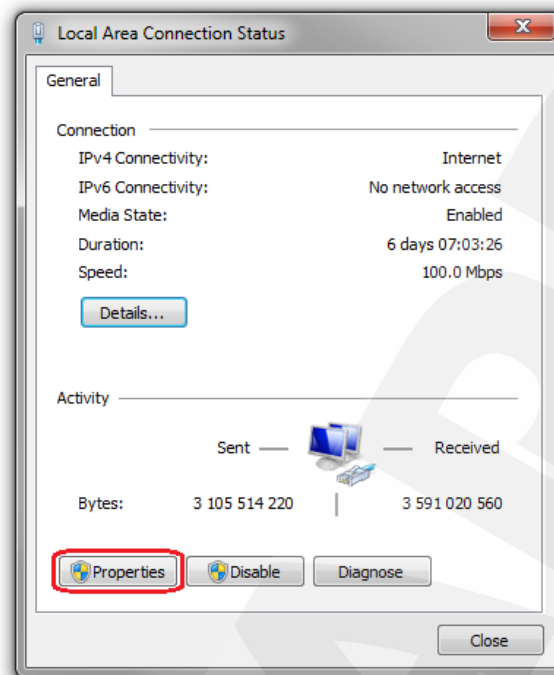 Local Area Connection Status
General
Connection
IPv4 Connectivity: Internet
IPv6 Connectivity: No network access
Media State: Enabled
Duration: 6 days 07:03:26
Speed: 100.0 Mbps
Details...
Activity
Sent Received
Bytes: 3 105 514 220 3 591 020 560
Properties Disable Diagnose
Close